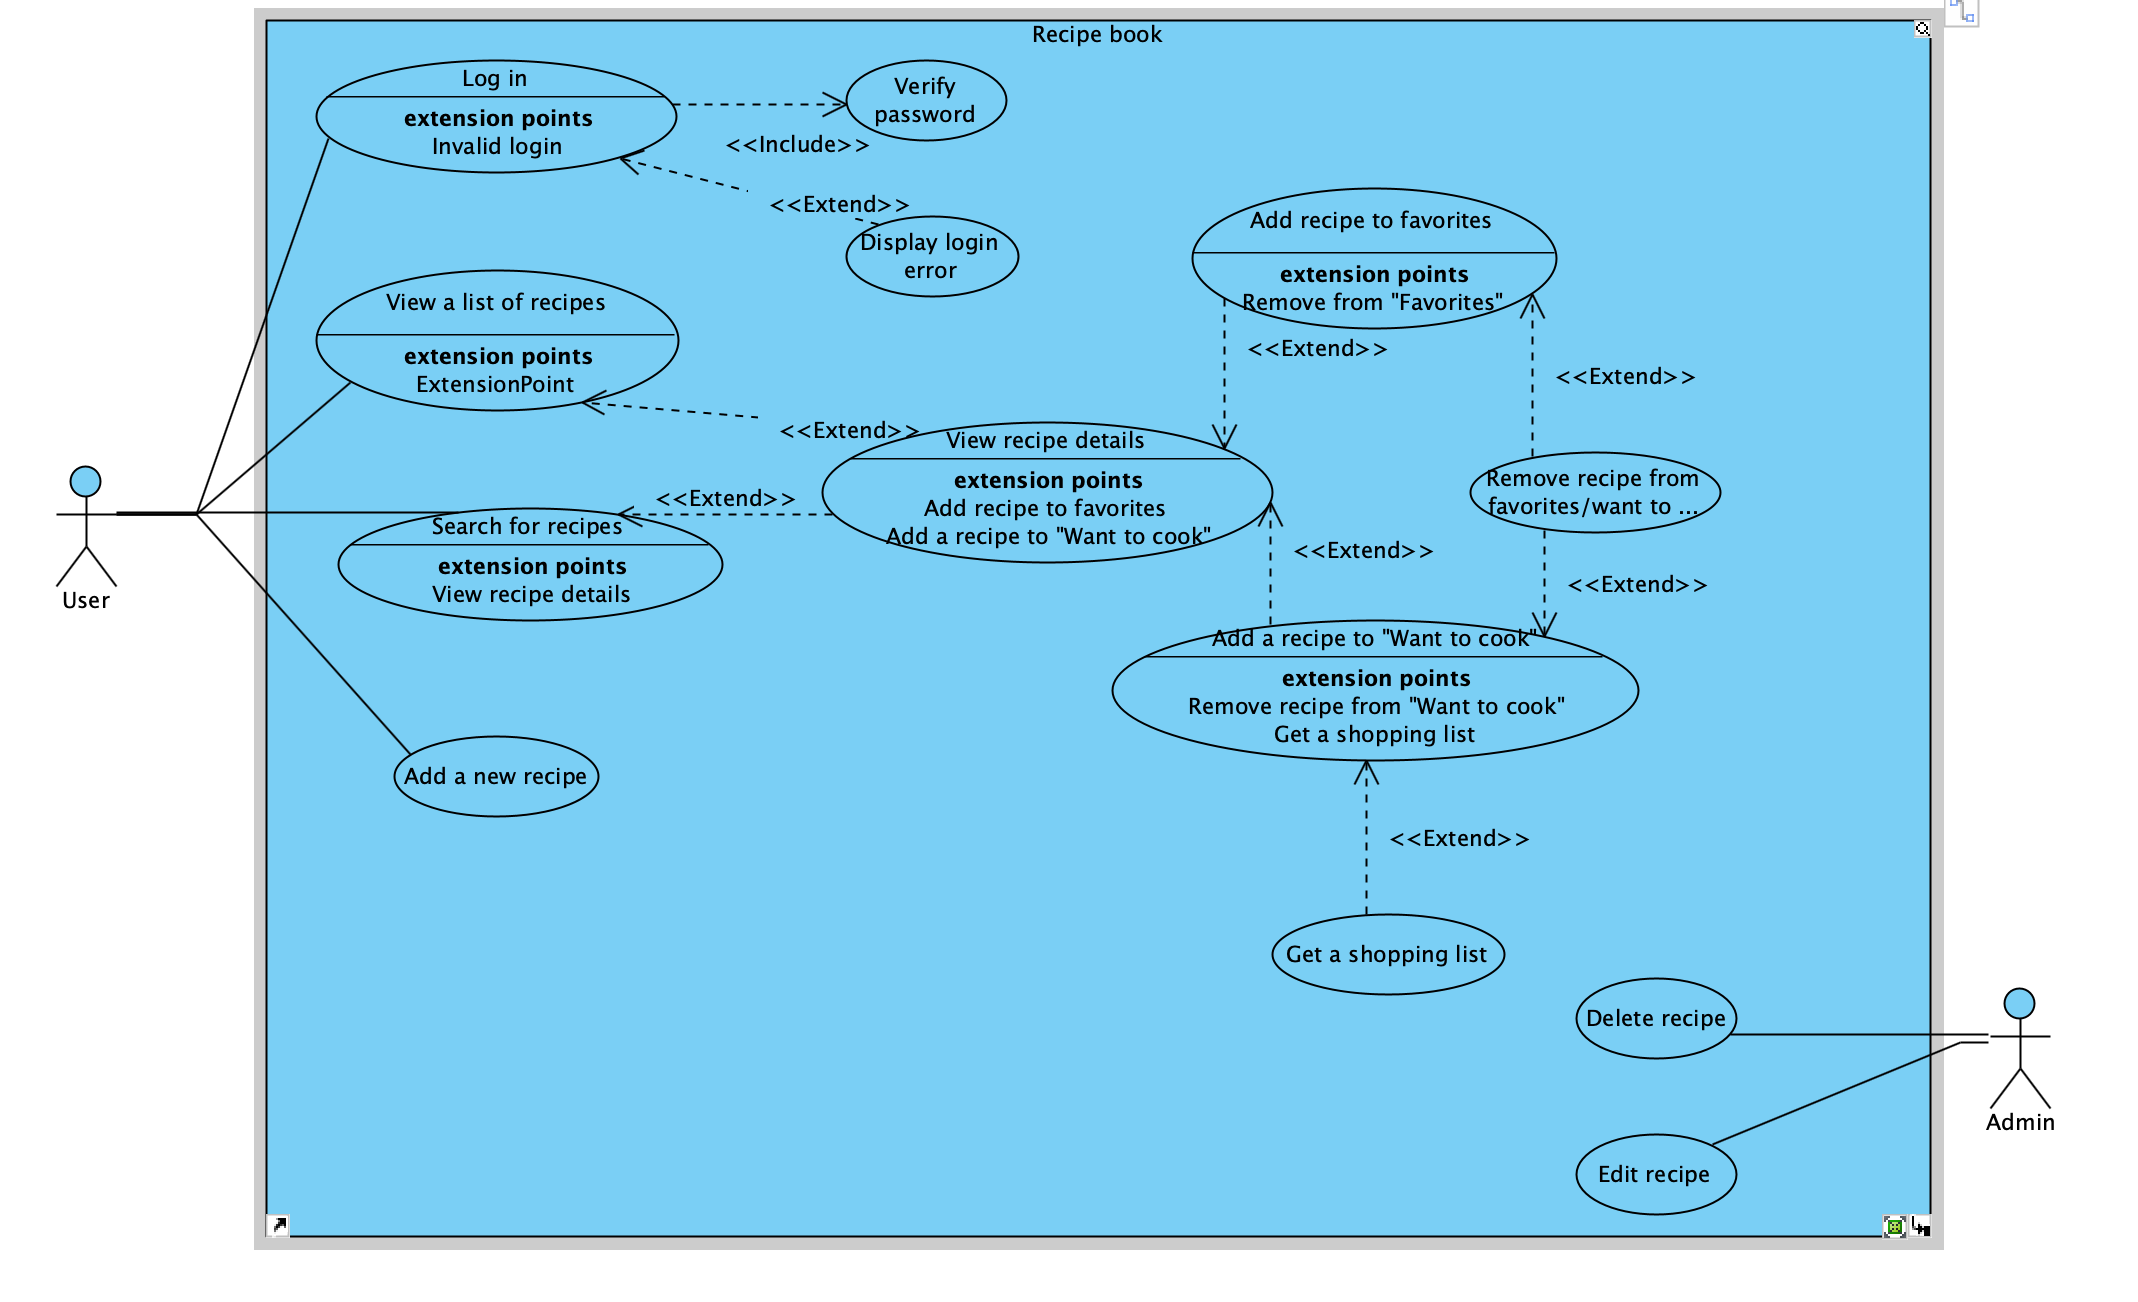 Recipe book
Log in
extension points
Invalid login
Verify
password
<<Include>>
<<Extend>>
Display login
error
Add recipe to favorites
extension points
Remove from "Favorites"
View a list of recipes
extension points
ExtensionPoint
<<Extend>>
<<Extend>>
<<Extend>>
View recipe details
extension points
Add recipe to favorites
Add a recipe to "Want to cook"
Remove recipe from
favorites/want to ...
<<Extend>>
Search for recipes
extension points
View recipe details
<<Extend>>
<<Extend>>
User
Add a recipe to "Want to cook"
extension points
Remove recipe from "Want to cook"
Get a shopping list
Add a new recipe
<<Extend>>
Get a shopping list
Delete recipe
Admin
Edit recipe